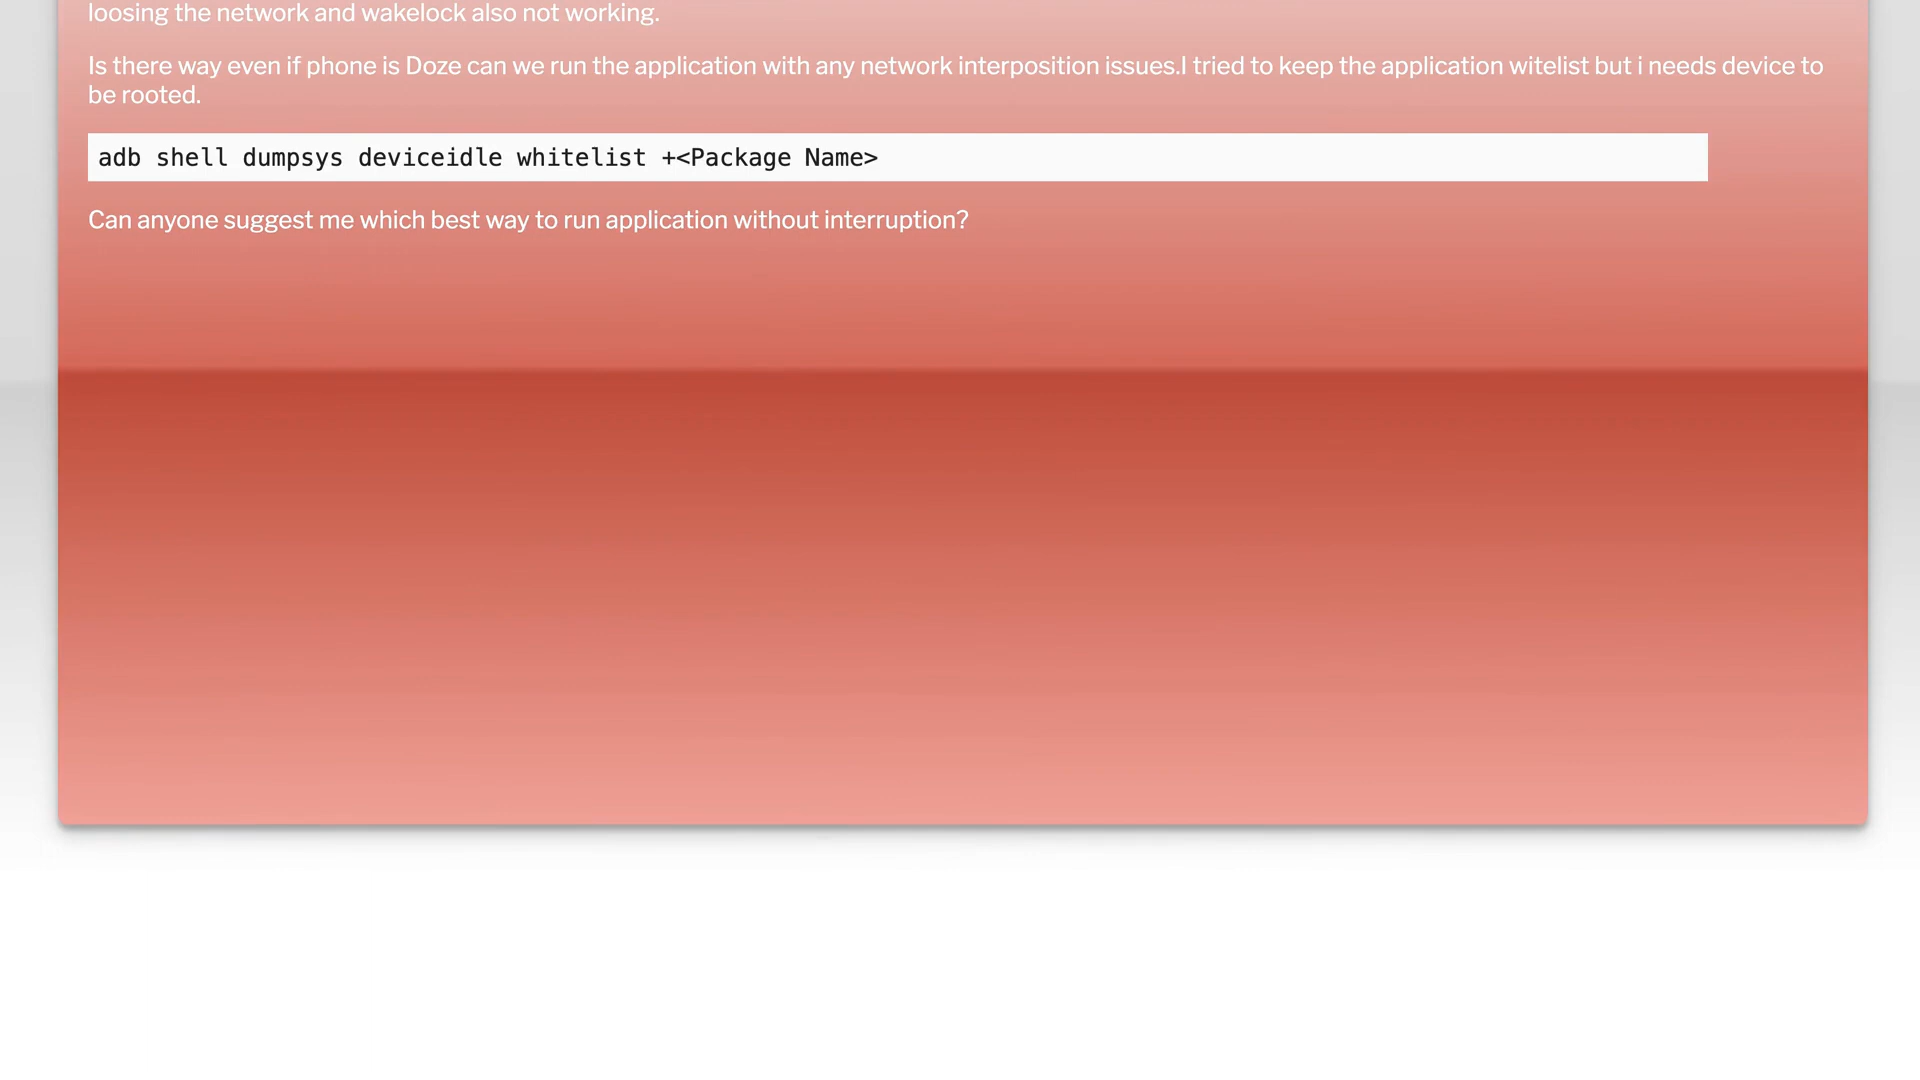 loosing the network and wakelock also not working.
Is there way even if phone is Doze can we run the application with any network interposition issues.I tried to keep the application witelist but i needs device to
be rooted.
adb shell dumpsys deviceidle whitelist +<Package Name>
Can anyone suggest me which best way to run application without interruption?